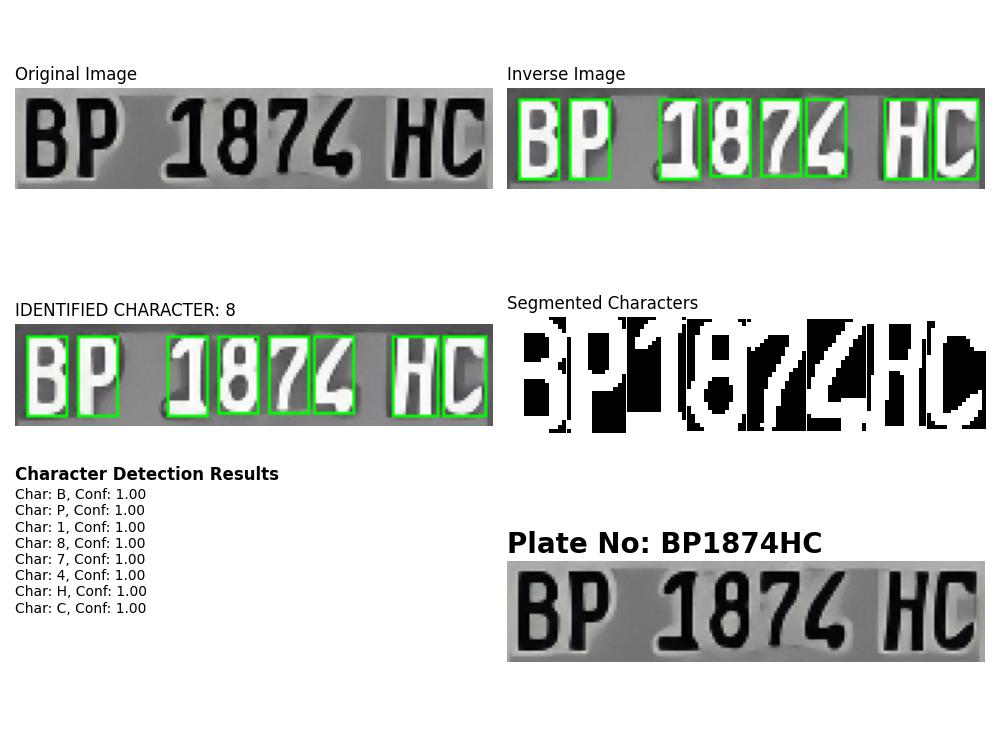 Original Image
BP 1874 HC
Inverse Image
BP 1874 HC
IDENTIFIED CHARACTER: 8
BP 1874 HC
Segmented Characters
BP1874HC
Character Detection Results
Char: B, Conf: 1.00
Char: P, Conf: 1.00
Char: 1, Conf: 1.00
Char: 8, Conf: 1.00
Char: 7, Conf: 1.00
Char: 4, Conf: 1.00
Char: H, Conf: 1.00
Char: C, Conf: 1.00
Plate No: BP1874HC
BP 1874 HC